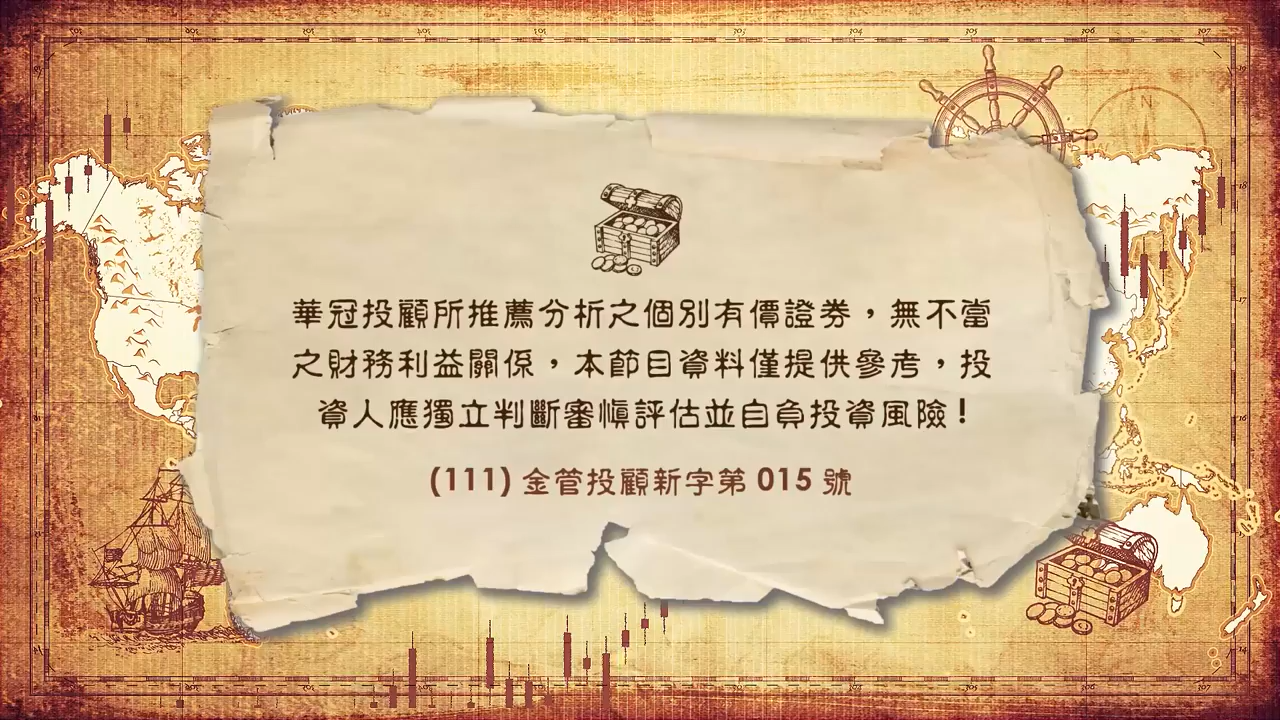 華冠投顧所推薦分析之個別有價證券，無不當
之財務利益關係，本節目資料僅提供參考，投
資人應獨立判斷審慎評估並自負投資風險！
(111) 金管投顧新字第 015 號